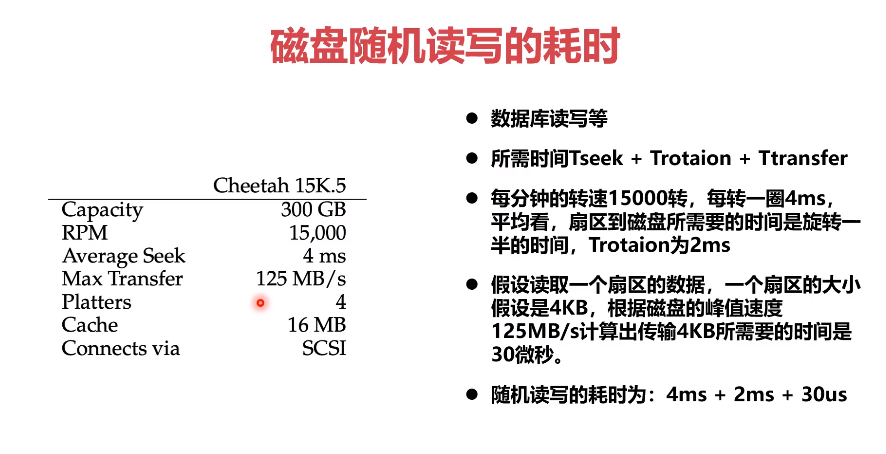 磁盘随机读写的耗时
Cheetah 15K.5
Capacity 300 GB
RPM 15,000
Average Seek 4 ms
Max Transfer 125 MB/s
Platters 4
Cache 16 MB
Connects via SCSI
● 数据库读写等
● 所需时间Tseek + Trotaion + Ttransfer
● 每分钟的转速15000转，每转一圈4ms，
平均看，扇区到磁盘所需要的时间是旋转一
半的时间，Trotaion为2ms
● 假设读取一个扇区的数据，一个扇区的大小
假设是4KB，根据磁盘的峰值速度
125MB/s计算出传输4KB所需要的时间是
30微秒。
● 随机读写的耗时为：4ms + 2ms + 30us